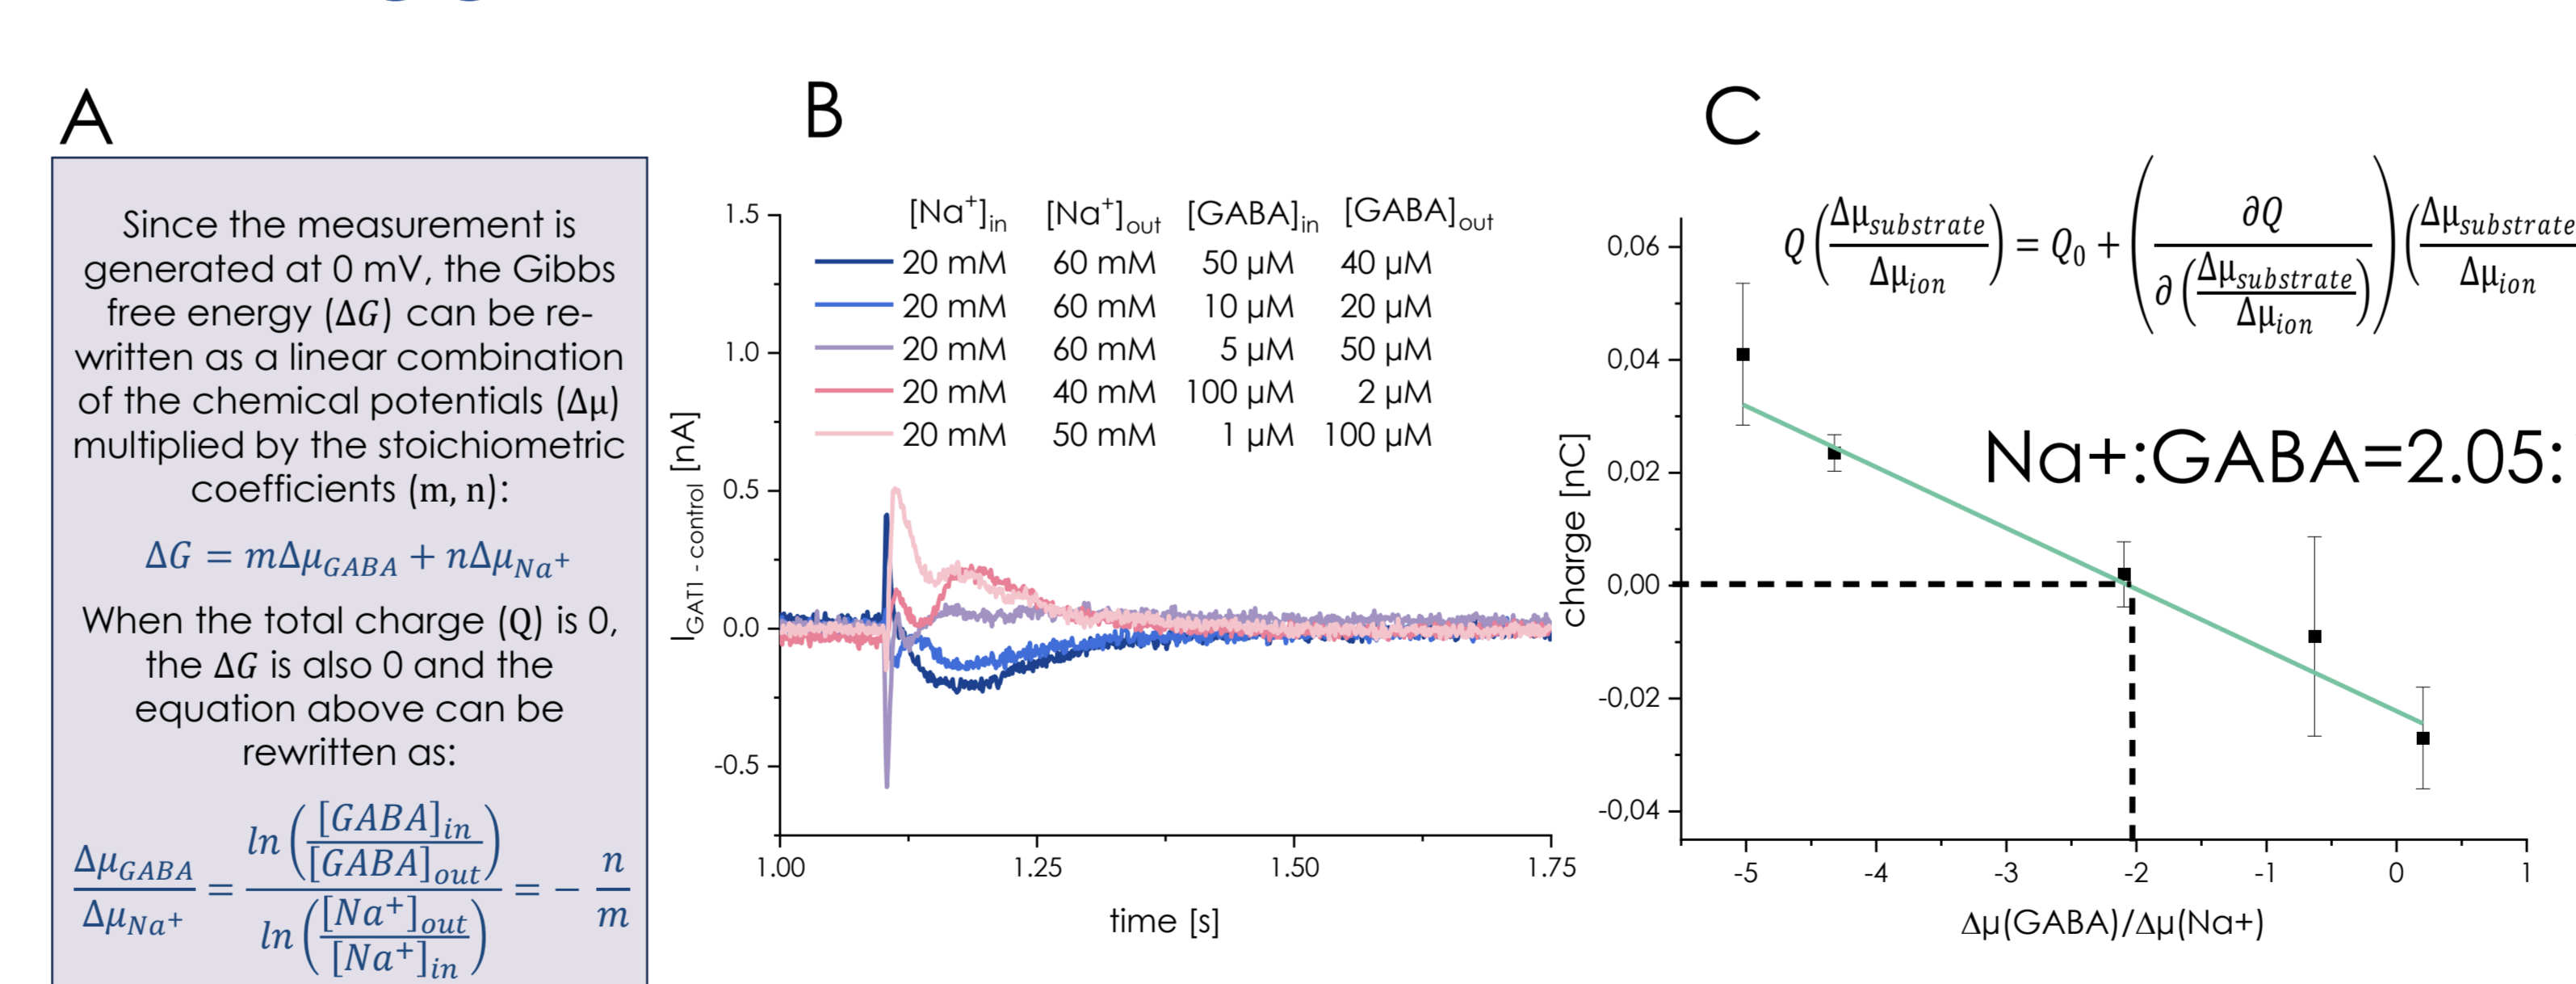 A
Since the measurement is
generated at 0 mV, the Gibbs
free energy (ΔG) can be re-
written as a linear combination
of the chemical potentials (Δμ)
multiplied by the stoichiometric
coefficients (m, n):
ΔG = mΔμ_GABA + nΔμ_Na⁺
When the total charge (Q) is 0,
the ΔG is also 0 and the
equation above can be
rewritten as:
Δμ_GABA / Δμ_Na⁺ = ln([GABA]_in / [GABA]_out) / ln([Na⁺]_out / [Na⁺]_in) = − n / m
B
[Na⁺]_in [Na⁺]_out [GABA]_in [GABA]_out
20 mM 60 mM 50 μM 40 μM
20 mM 60 mM 10 μM 20 μM
20 mM 60 mM 5 μM 50 μM
20 mM 40 mM 100 μM 2 μM
20 mM 50 mM 1 μM 100 μM
I_GAT1 - control [nA]
1.5
1.0
0.5
0.0
-0.5
1.00 1.25 1.50 1.75
time [s]
C
Q(Δμ_substrate / Δμ_ion) = Q₀ + (∂Q / ∂(Δμ_substrate / Δμ_ion)) (Δμ_substrate / Δμ_ion
Na+:GABA=2.05:
charge [nC]
0,06
0,04
0,02
0,00
-0,02
-0,04
-5 -4 -3 -2 -1 0 1
Δμ(GABA)/Δμ(Na+)